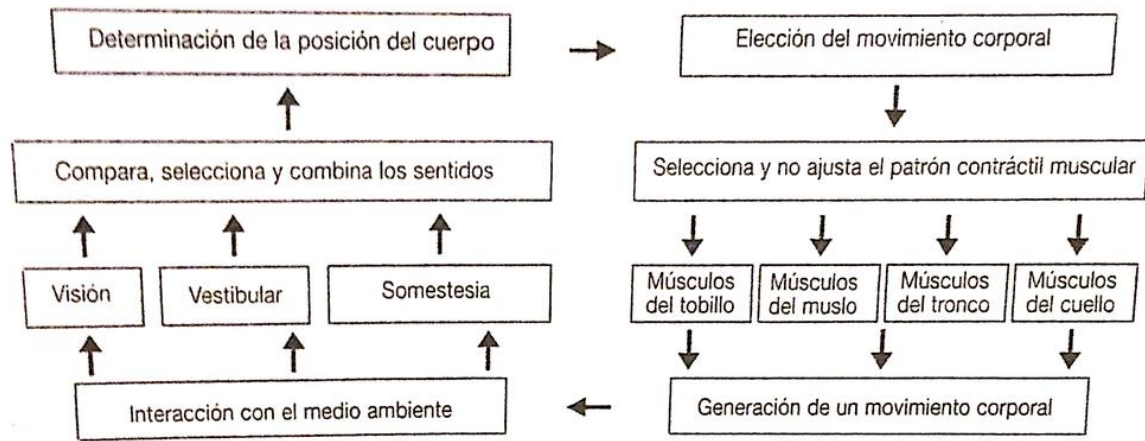 Determinación de la posición del cuerpo
Elección del movimiento corporal
Compara, selecciona y combina los sentidos
Selecciona y no ajusta el patrón contráctil muscular
Visión
Vestibular
Somestesia
Músculos
del tobillo
Músculos
del muslo
Músculos
del tronco
Músculos
del cuello
Interacción con el medio ambiente
Generación de un movimiento corporal